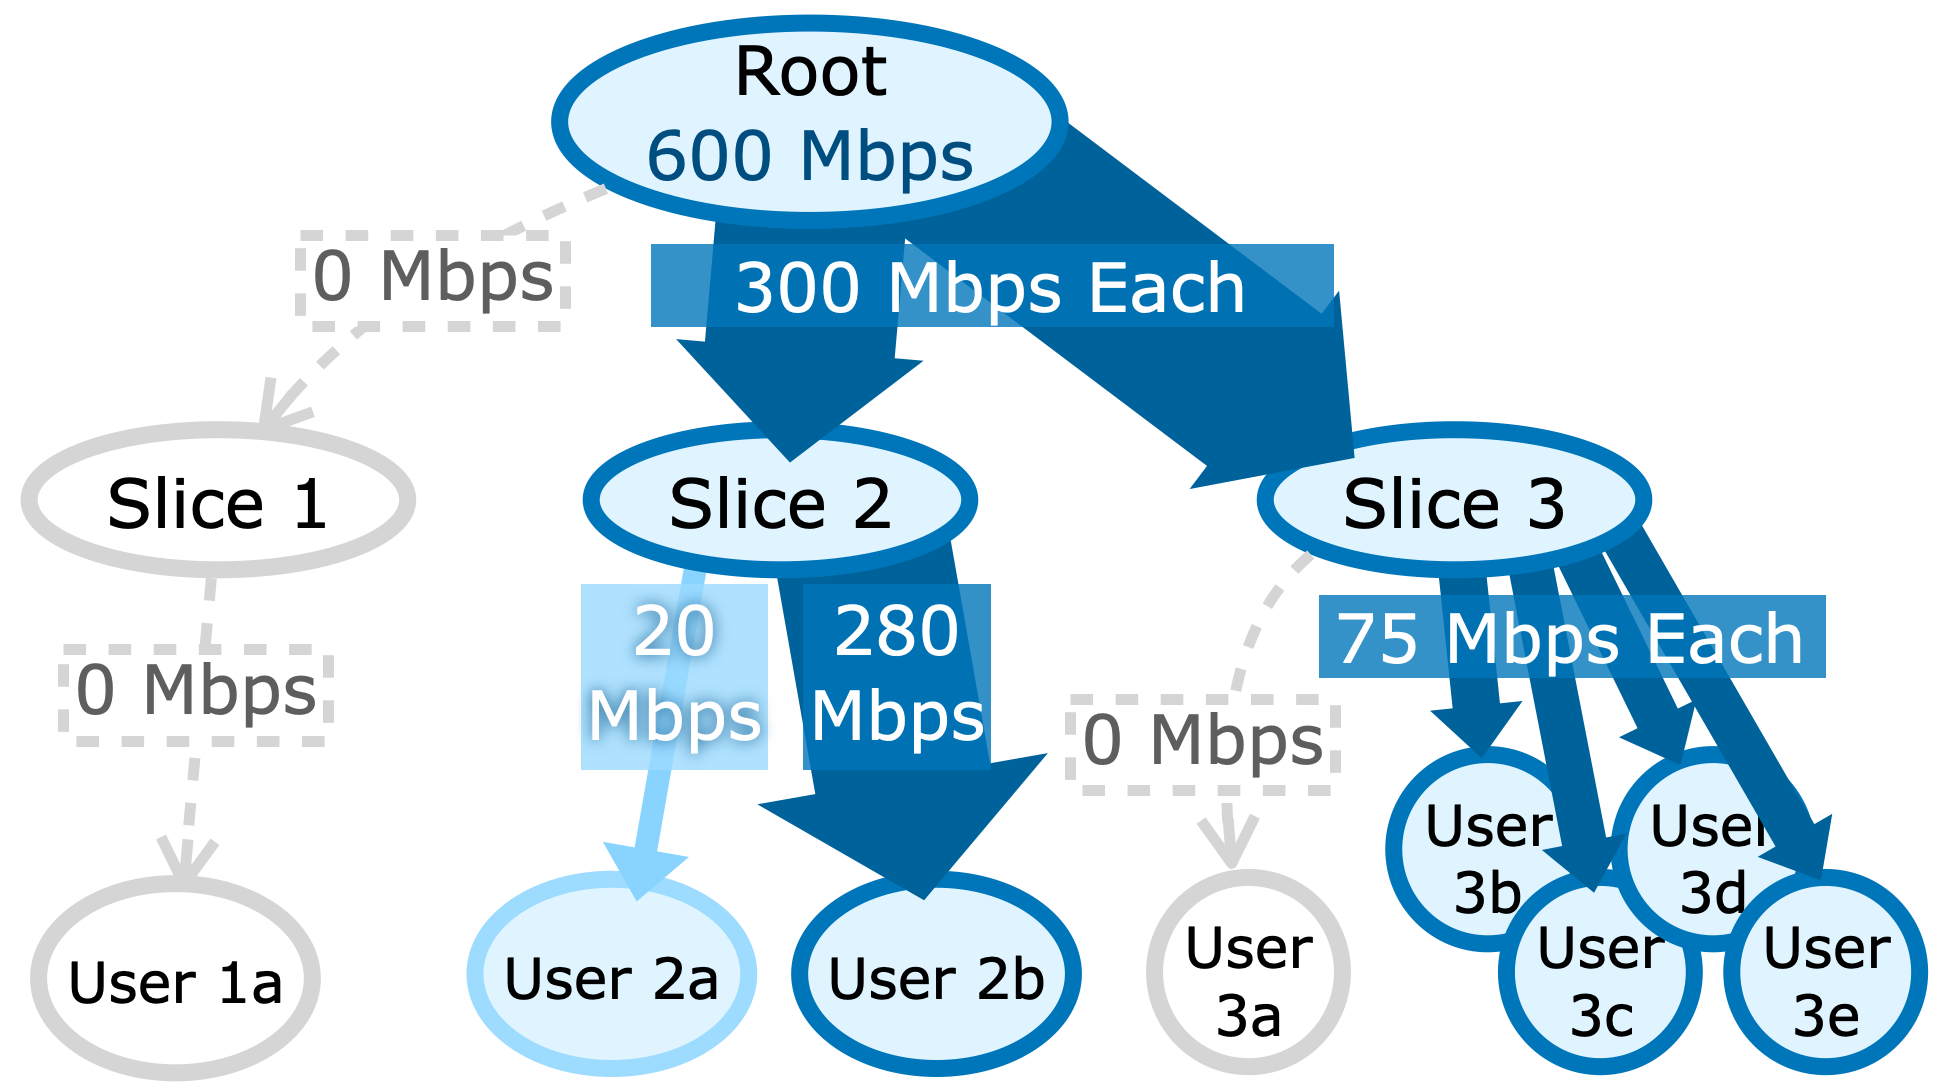 Root
600 Mbps
0 Mbps
300 Mbps Each
Slice 1
Slice 2
Slice 3
0 Mbps
20
Mbps
280
Mbps
0 Mbps
75 Mbps Each
User 1a
User 2a
User 2b
User
3a
User
3b
User
3c
User
3d
User
3e